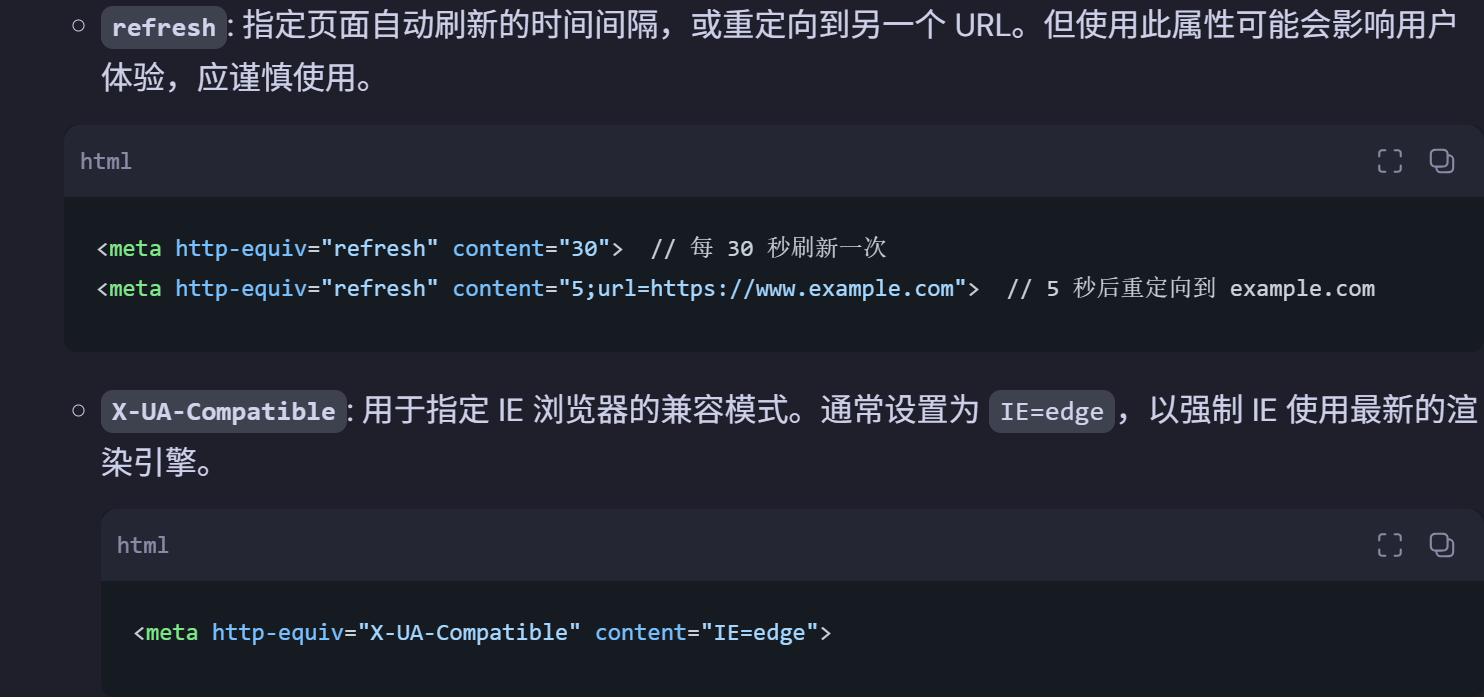 refresh: 指定页面自动刷新的时间间隔，或重定向到另一个 URL。但使用此属性可能会影响用户
体验，应谨慎使用。
html
<meta http-equiv="refresh" content="30">  // 每 30 秒刷新一次
<meta http-equiv="refresh" content="5;url=https://www.example.com">  // 5 秒后重定向到 example.com
X-UA-Compatible: 用于指定 IE 浏览器的兼容模式。通常设置为 IE=edge，以强制 IE 使用最新的渲
染引擎。
html
<meta http-equiv="X-UA-Compatible" content="IE=edge">